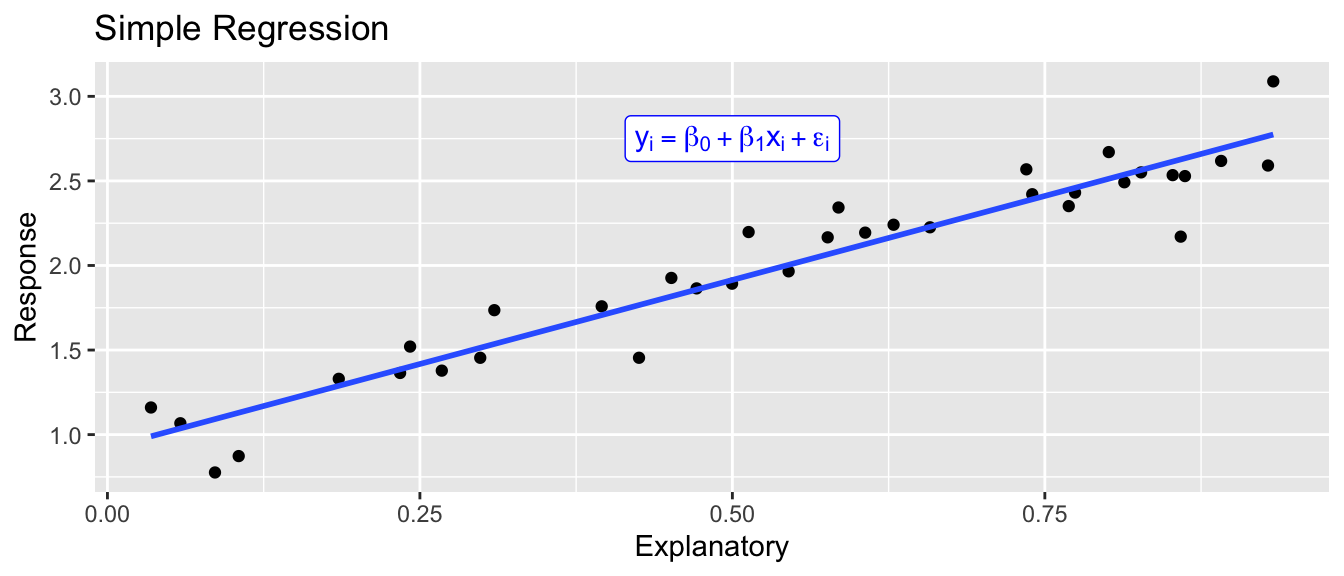 Simple Regression
yᵢ = β₀ + β₁xᵢ + εᵢ
Response
3.0
2.5
2.0
1.5
1.0
0.00 0.25 0.50 0.75
Explanatory